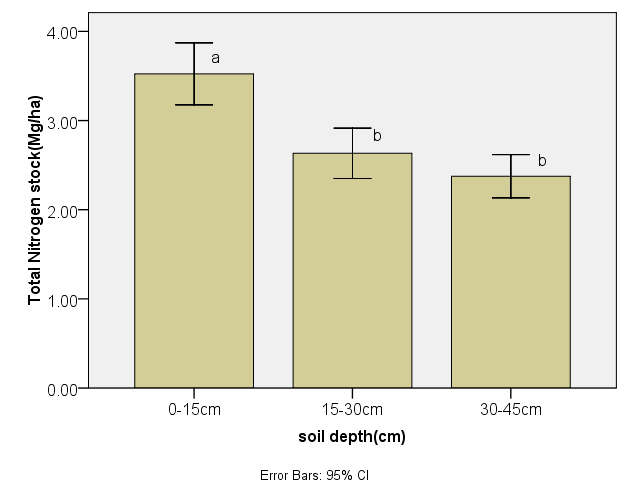 Total Nitrogen stock(Mg/ha)
4.00
3.00
2.00
1.00
0.00
a
b
b
0-15cm
15-30cm
30-45cm
soil depth(cm)
Error Bars: 95% CI